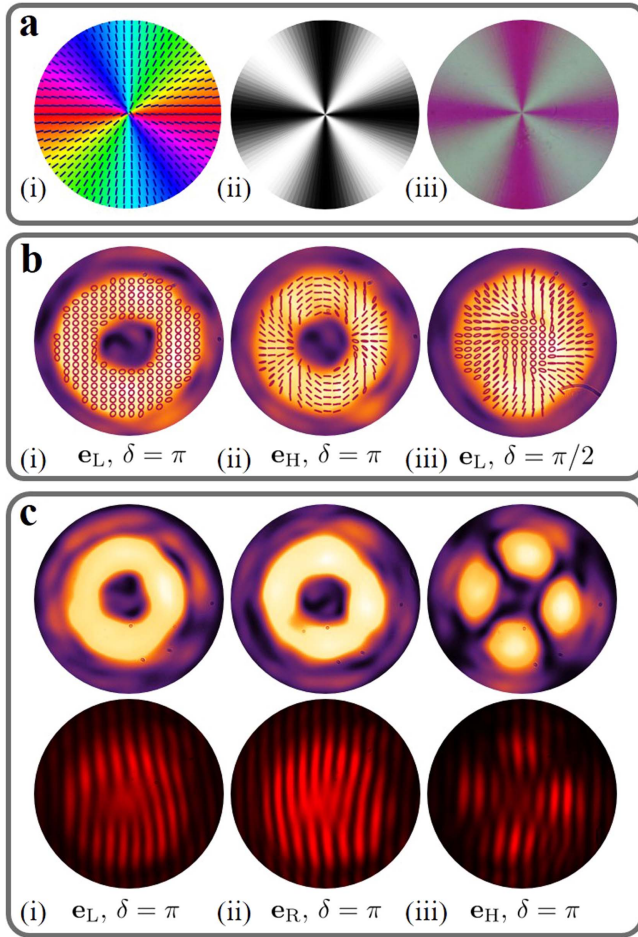 a
(i) (ii) (iii)
b
(i) e_L, δ = π (ii) e_H, δ = π (iii) e_L, δ = π/2
c
(i) e_L, δ = π (ii) e_R, δ = π (iii) e_H, δ = π